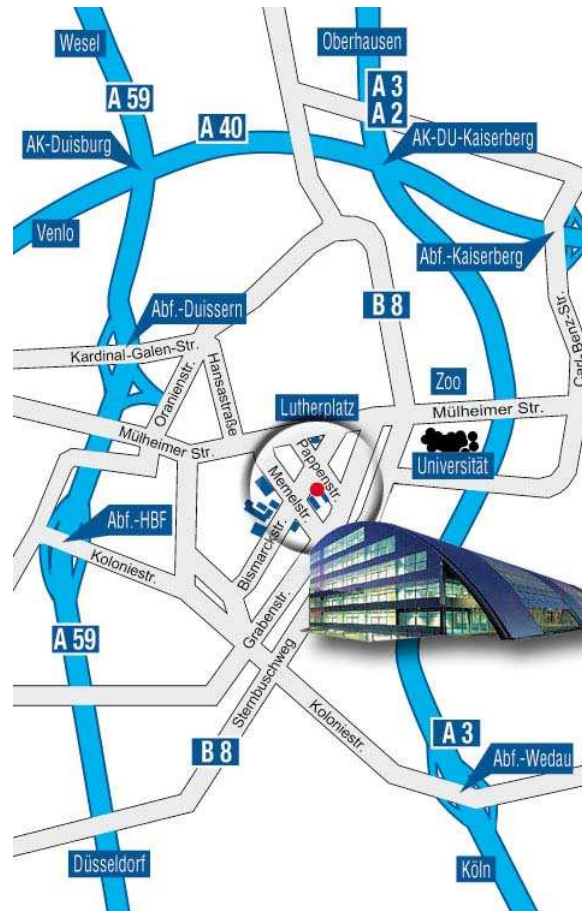 Wesel
Oberhausen
A 59
A 3
A 2
A 40
AK-Duisburg
AK-DU-Kaiserberg
Venlo
Abf.-Kaiserberg
Abf.-Duissern
B 8
Kardinal-Galen-Str.
Oranienstr.
Hansastraße
Carl-Benz-Str.
Zoo
Lutherplatz
Mülheimer Str.
Mülheimer Str.
Pappenstr.
Memelstr.
Universität
Abf.-HBF
Koloniestr.
Bismarckstr.
Grabenstr.
A 59
Sternbuschweg
Koloniestr.
A 3
B 8
Abf.-Wedau
Düsseldorf
Köln